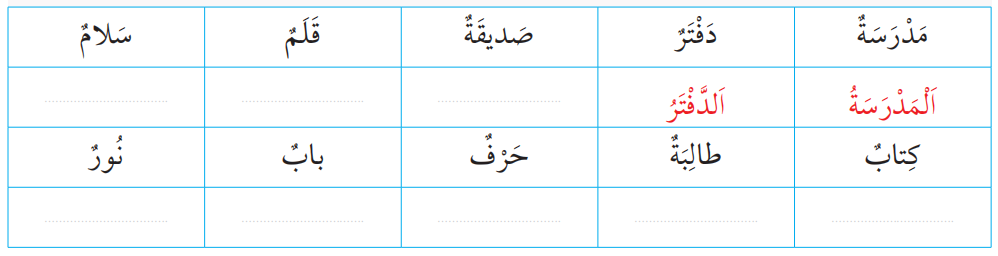 مَدْرَسَةٌ دَفْتَرٌ صَديقَةٌ قَلَمٌ سَلامٌ
اَلْمَدْرَسَةُ اَلدَّفْتَرُ ........................ ........................ ........................
كِتابٌ طالِبَةٌ حَرْفٌ بابٌ نُورٌ
........................ ........................ ........................ ........................ ........................